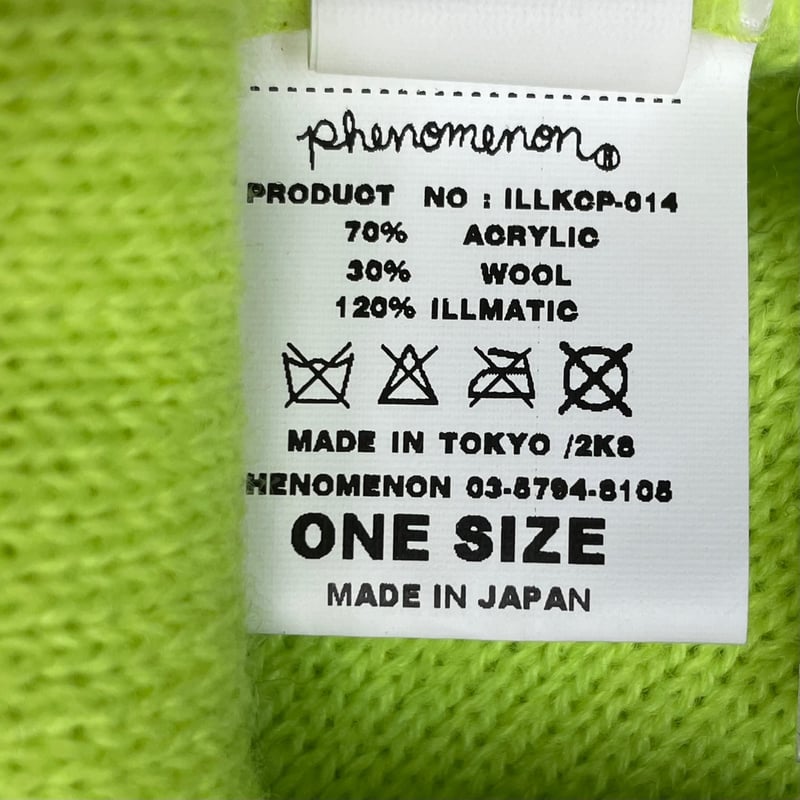 phenomenon®
PRODUCT NO : ILLKCP-014
70% ACRYLIC
30% WOOL
120% ILLMATIC
MADE IN TOKYO /2K8
HENOMENON 03-5794-8105
ONE SIZE
MADE IN JAPAN